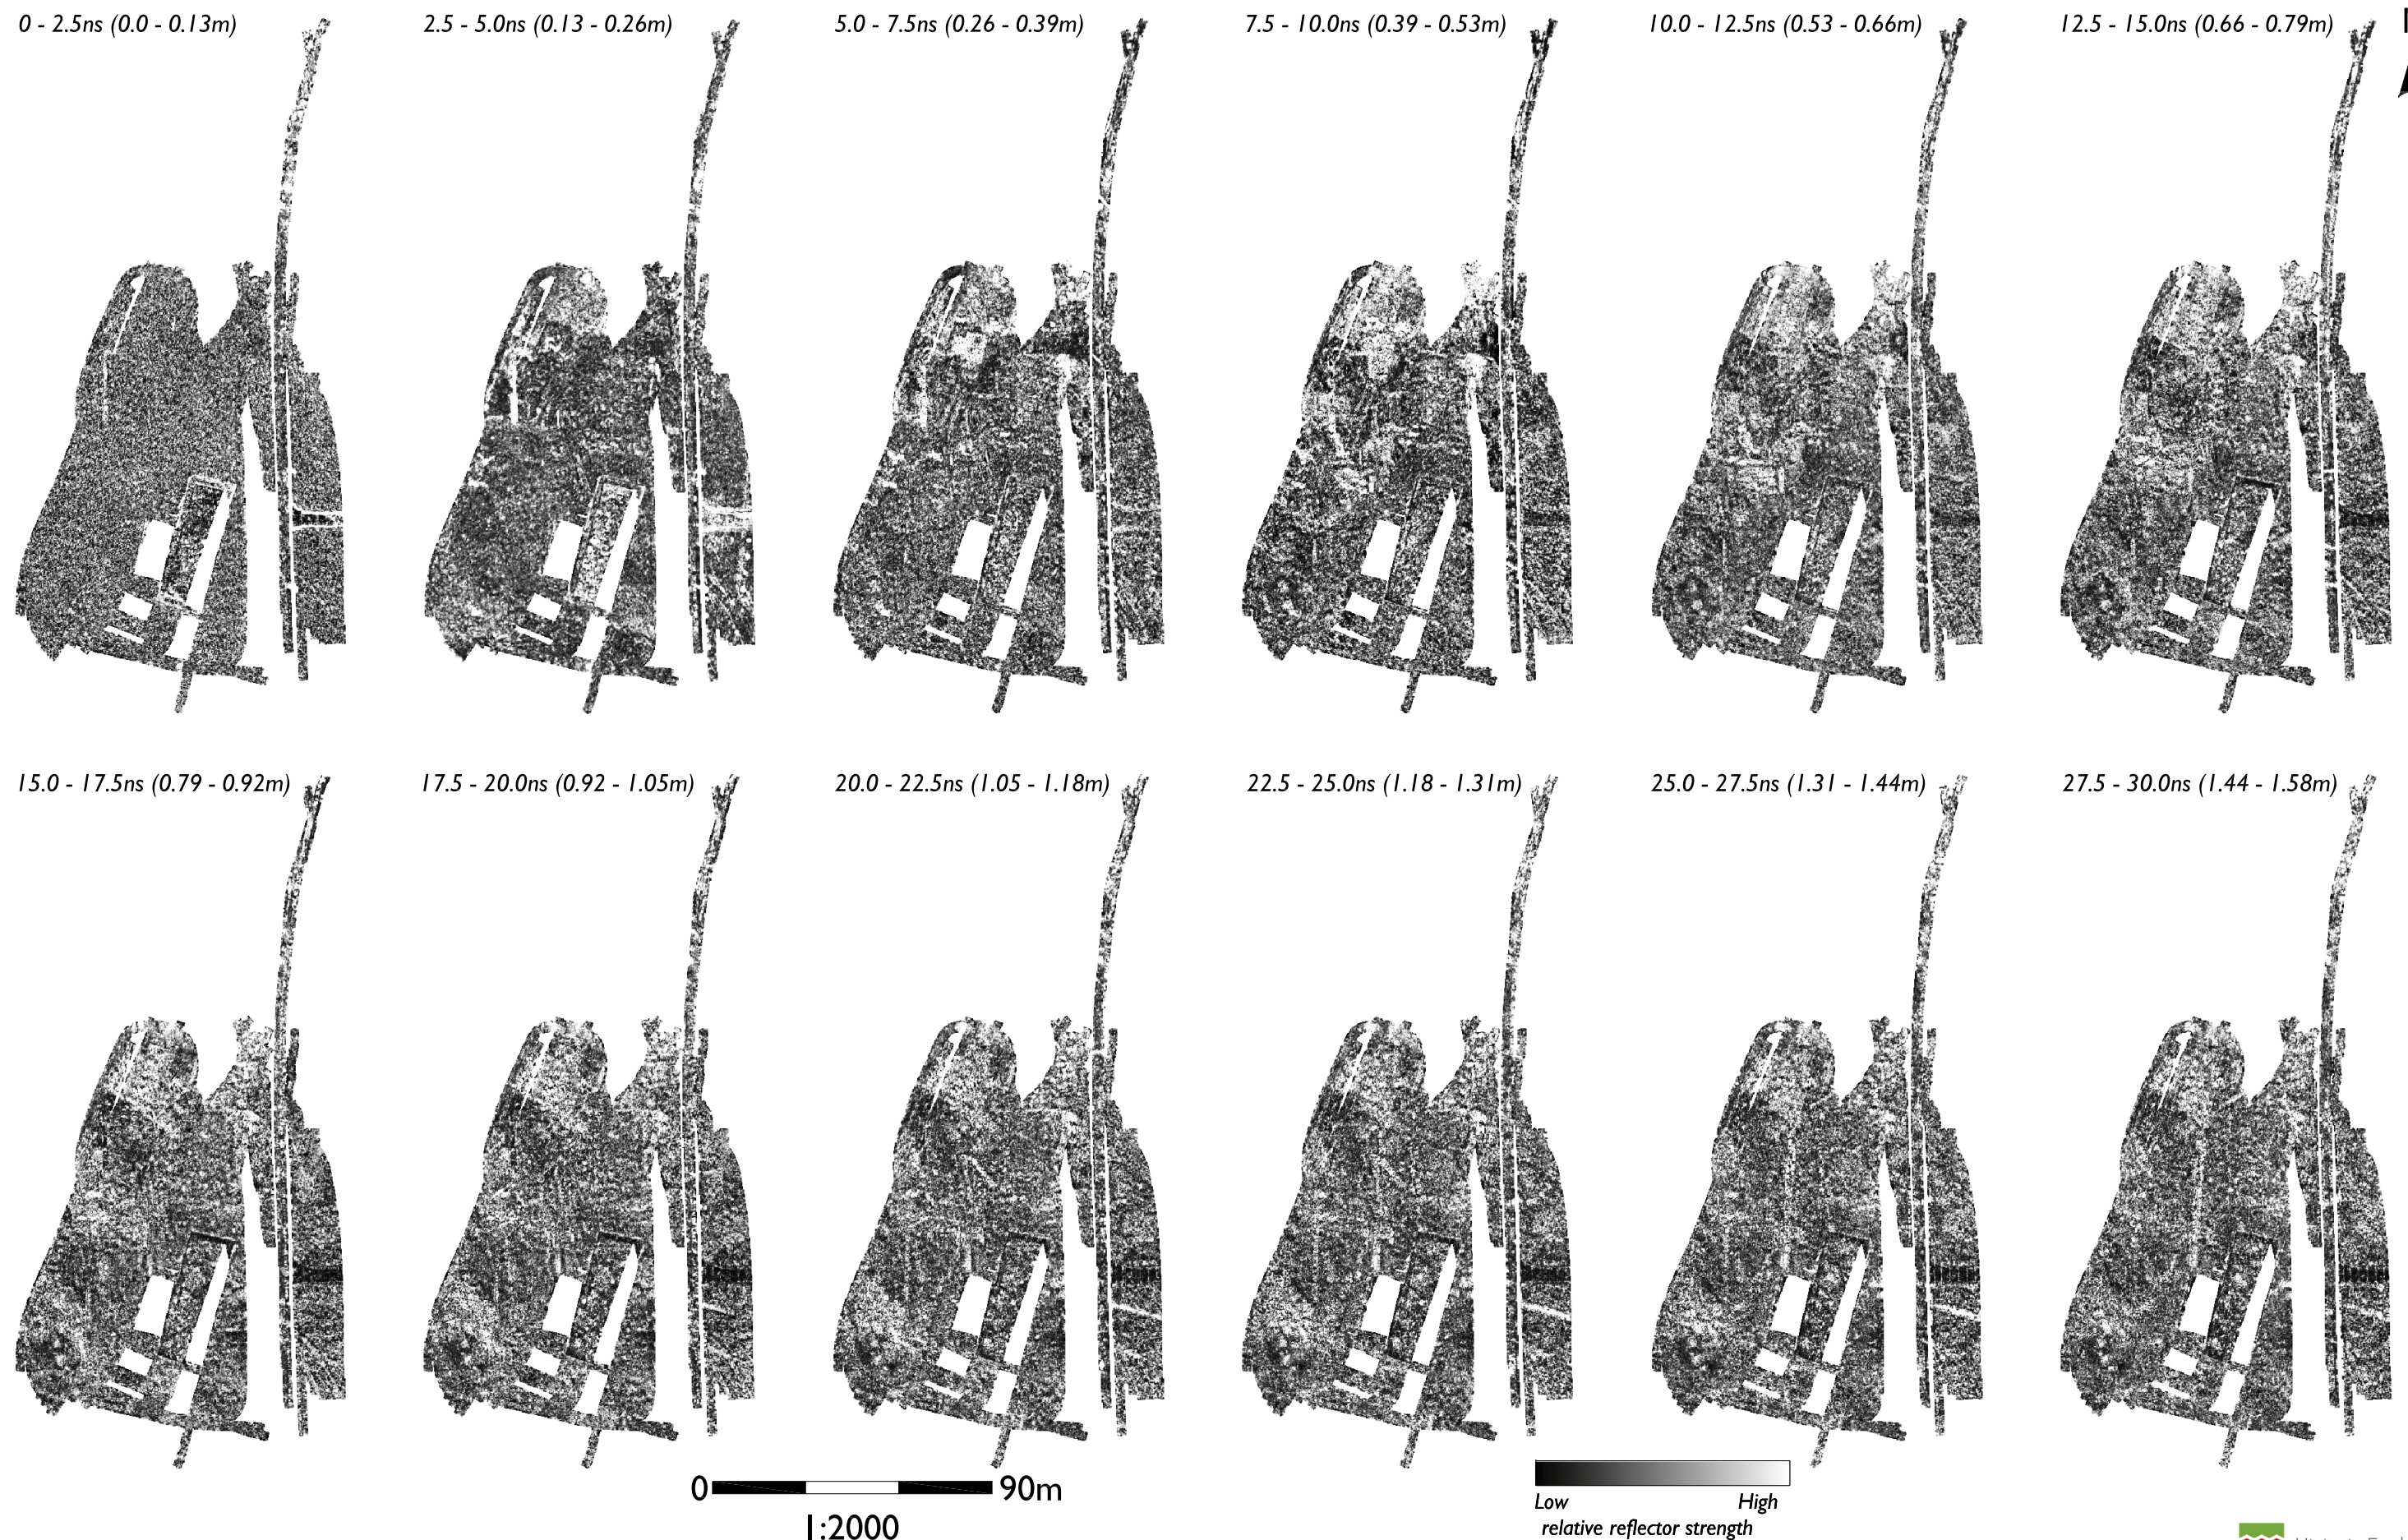 0 - 2.5ns (0.0 - 0.13m)
2.5 - 5.0ns (0.13 - 0.26m)
5.0 - 7.5ns (0.26 - 0.39m)
7.5 - 10.0ns (0.39 - 0.53m)
10.0 - 12.5ns (0.53 - 0.66m)
12.5 - 15.0ns (0.66 - 0.79m)
15.0 - 17.5ns (0.79 - 0.92m)
17.5 - 20.0ns (0.92 - 1.05m)
20.0 - 22.5ns (1.05 - 1.18m)
22.5 - 25.0ns (1.18 - 1.31m)
25.0 - 27.5ns (1.31 - 1.44m)
27.5 - 30.0ns (1.44 - 1.58m)
0 90m
1:2000
Low High
relative reflector strength